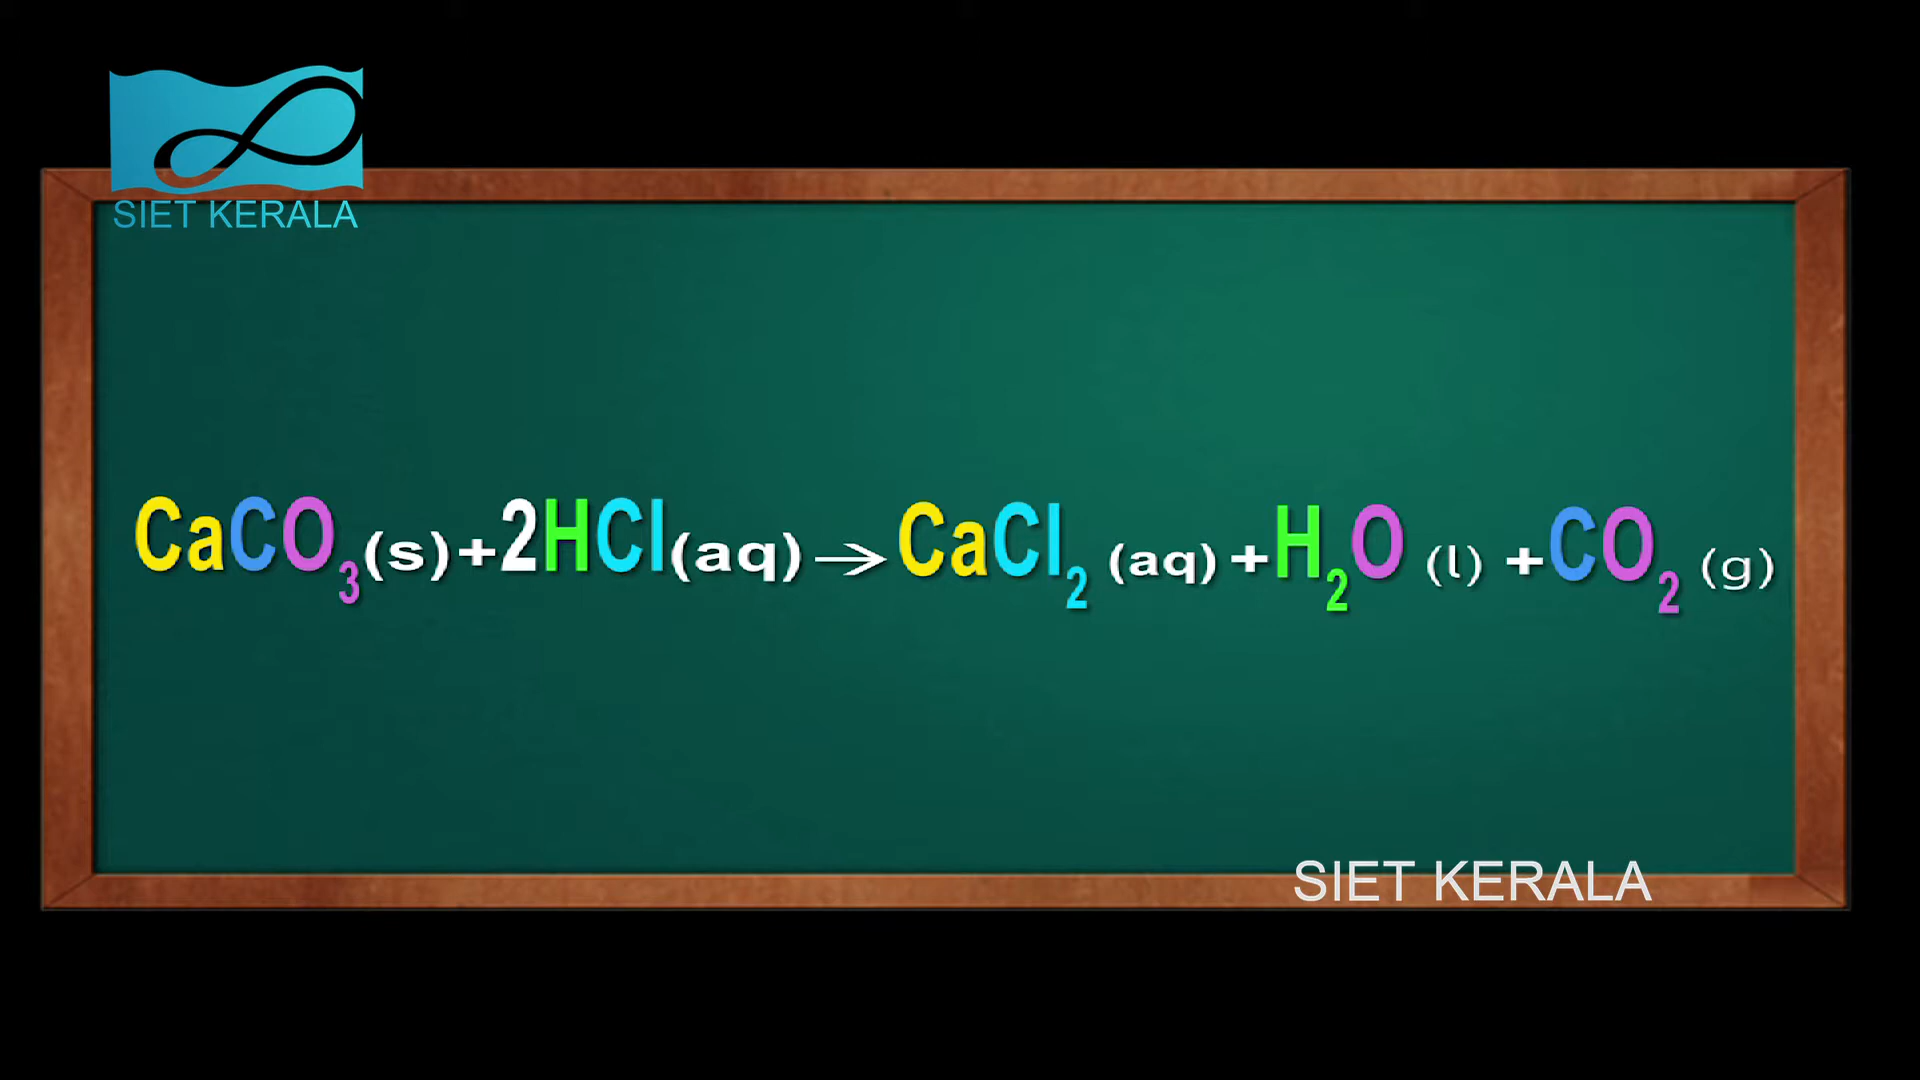 SIET KERALA
CaCO₃(s)+2HCl(aq)→CaCl₂ (aq)+H₂O (l) +CO₂ (g)
SIET KERALA